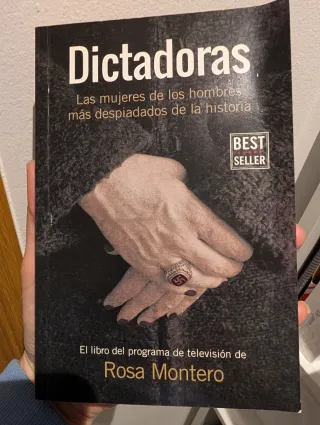 Dictadoras
Las mujeres de los hombres
más despiadados de la historia
BEST
SELLER
El libro del programa de televisión de
Rosa Montero